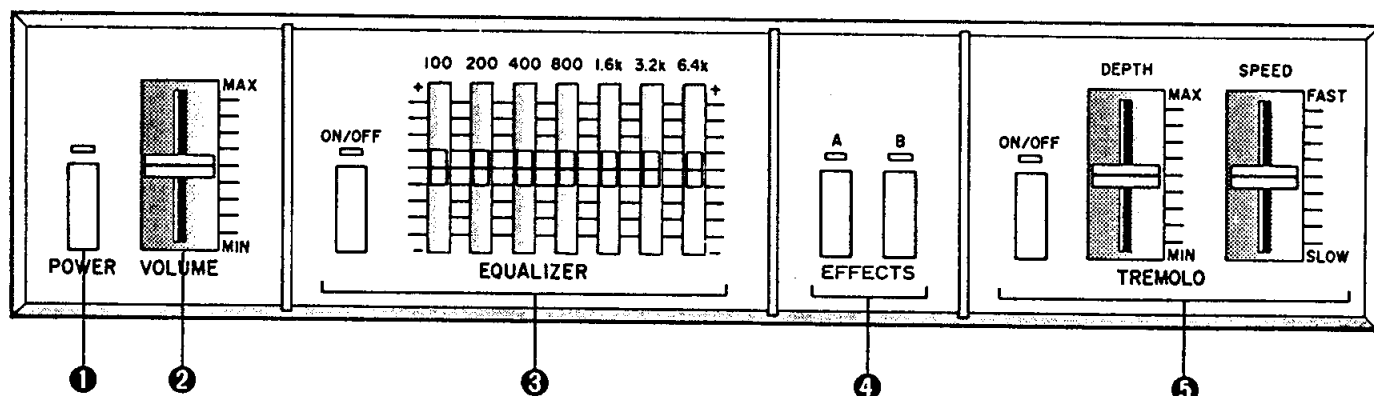 100 200 400 800 1.6k 3.2k 6.4k
DEPTH SPEED
MAX
+ +
MAX FAST
ON/OFF
A B
ON/OFF
MIN
- -
MIN SLOW
POWER VOLUME
EQUALIZER
EFFECTS
TREMOLO
1 2 3 4 5